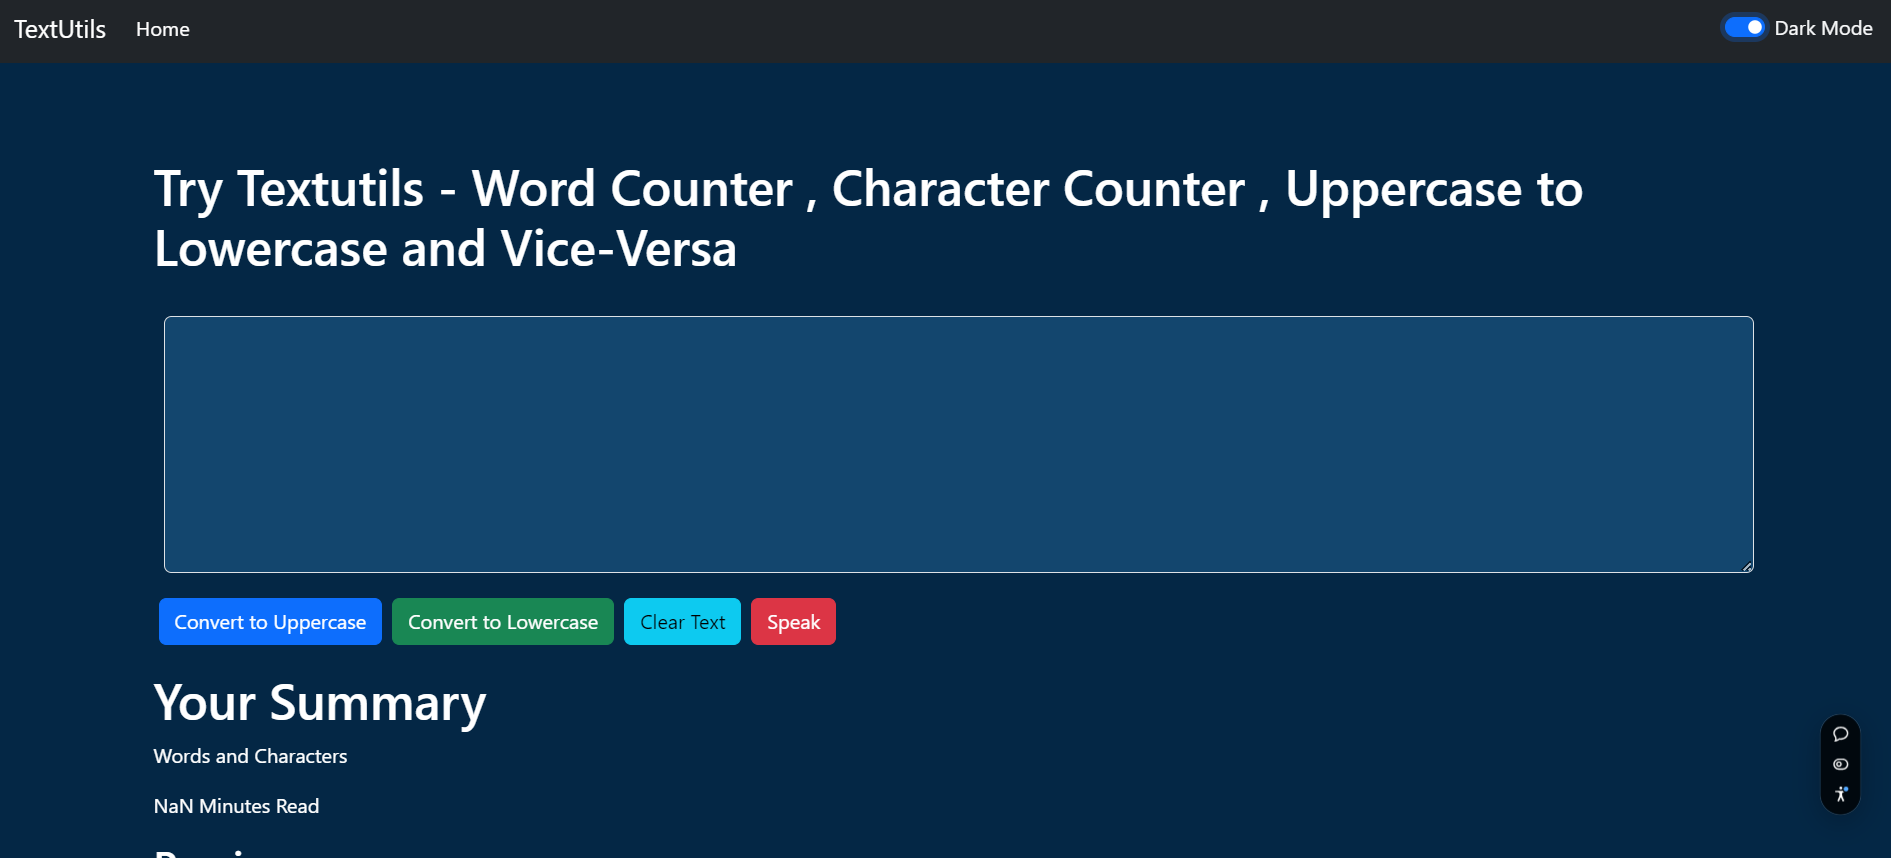 TextUtils Home Dark Mode
Try Textutils - Word Counter , Character Counter , Uppercase to
Lowercase and Vice-Versa
Convert to Uppercase Convert to Lowercase Clear Text Speak
Your Summary
Words and Characters
NaN Minutes Read